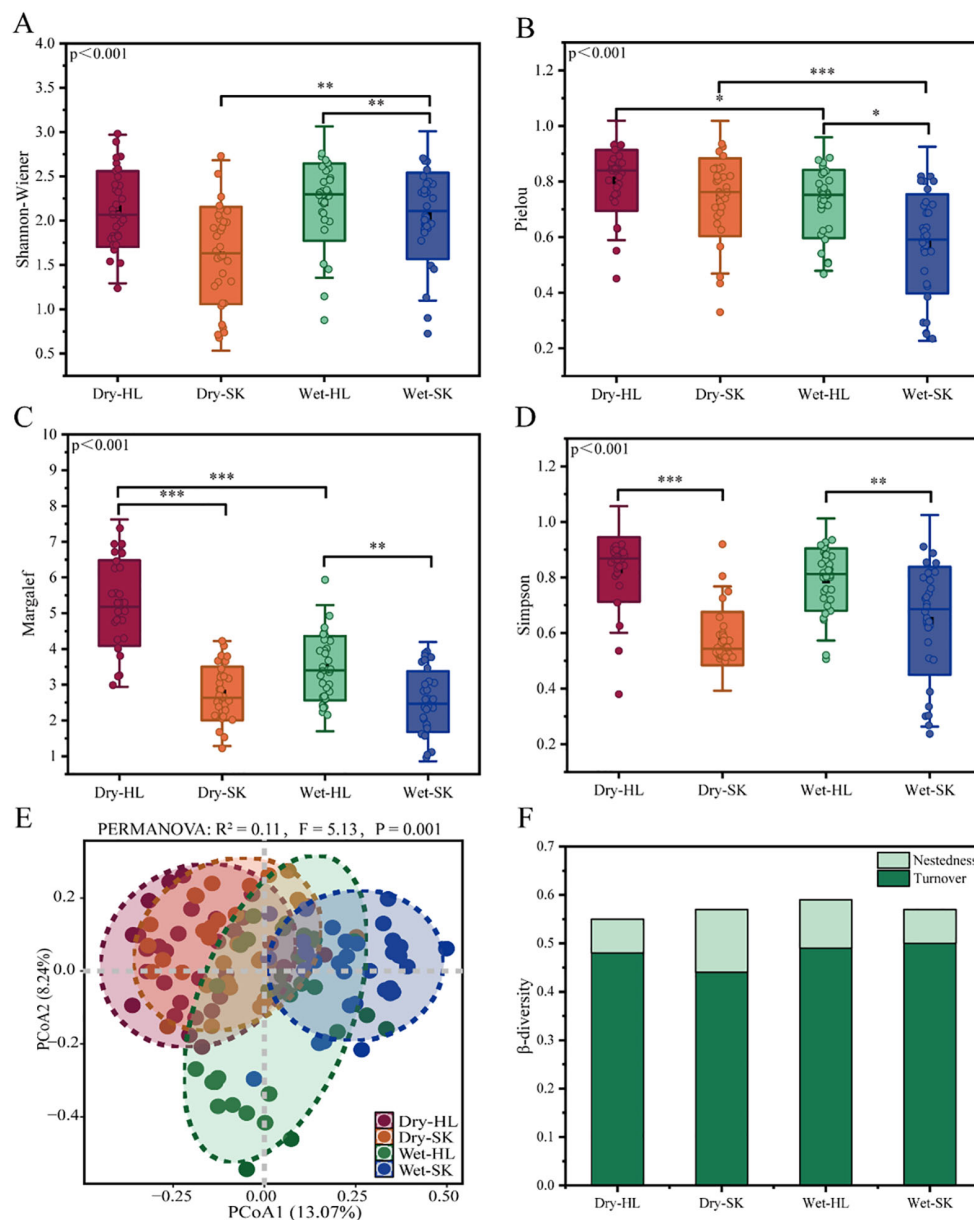 A
p<0.001
4.0
3.5
3.0
2.5
2.0
1.5
1.0
0.5
Shannon-Wiener
**
**
Dry-HL Dry-SK Wet-HL Wet-SK
B
p<0.001
1.2
1.0
0.8
0.6
0.4
0.2
Pielou
***
*
*
Dry-HL Dry-SK Wet-HL Wet-SK
C
p<0.001
10
9
8
7
6
5
4
3
2
1
Margalef
***
***
**
Dry-HL Dry-SK Wet-HL Wet-SK
D
p<0.001
1.2
1.0
0.8
0.6
0.4
0.2
Simpson
***
**
Dry-HL Dry-SK Wet-HL Wet-SK
E
PERMANOVA: R² = 0.11, F = 5.13, P = 0.001
0.2
0.0
−0.2
−0.4
PCoA2 (8.24%)
Dry-HL
Dry-SK
Wet-HL
Wet-SK
−0.25 0.00 0.25 0.50
PCoA1 (13.07%)
F
0.7
0.6
0.5
0.4
0.3
0.2
0.1
0.0
β-diversity
Nestedness
Turnover
Dry-HL Dry-SK Wet-HL Wet-SK